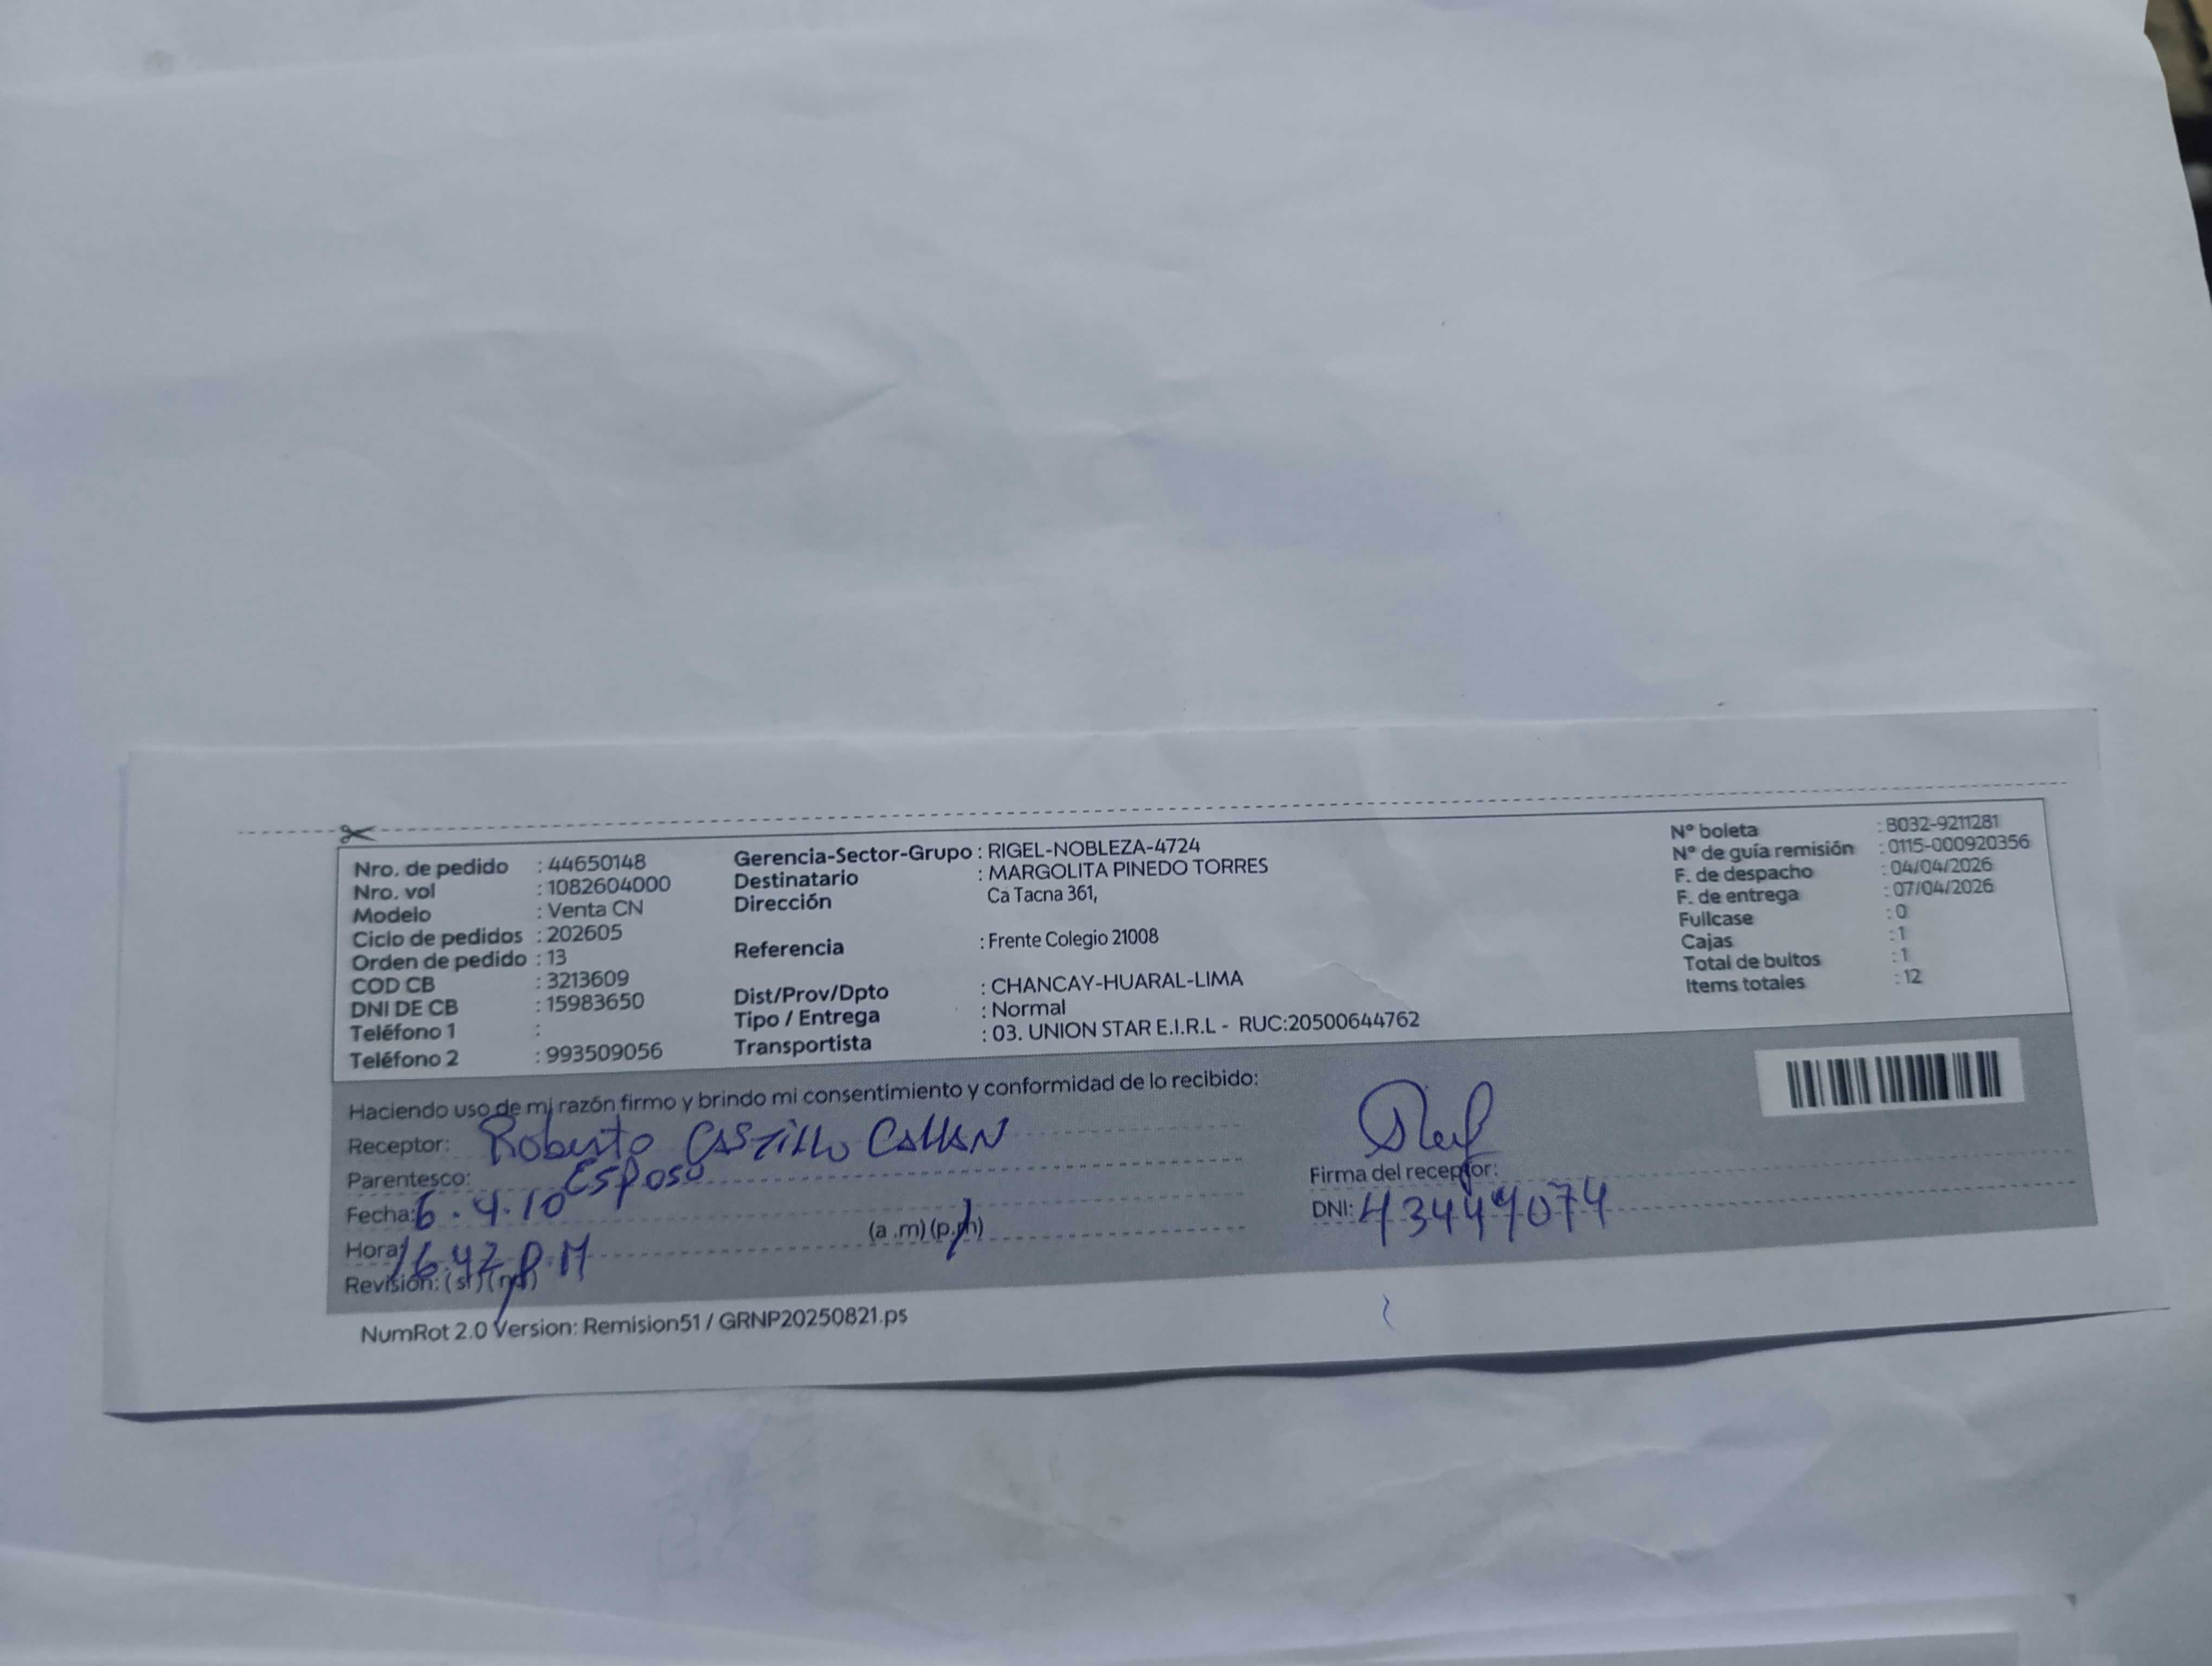 Nro. de pedido : 44650148
Nro. vol : 1082604000
Modelo : Venta CN
Ciclo de pedidos : 202605
Orden de pedido : 13
COD CB : 3213609
DNI DE CB : 15983650
Teléfono 1 :
Teléfono 2 : 993509056
Gerencia-Sector-Grupo : RIGEL-NOBLEZA-4724
Destinatario : MARGOLITA PINEDO TORRES
Dirección Ca Tacna 361,
Referencia : Frente Colegio 21008
Dist/Prov/Dpto : CHANCAY-HUARAL-LIMA
Tipo / Entrega : Normal
Transportista : 03. UNION STAR E.I.R.L - RUC:20500644762
N° boleta : B032-9211281
N° de guía remisión : 0115-000920356
F. de despacho : 04/04/2026
F. de entrega : 07/04/2026
Fullcase : 0
Cajas : 1
Total de bultos : 1
Items totales : 12
Haciendo uso de mi razón firmo y brindo mi consentimiento y conformidad de lo recibido:
Receptor: Roberto CASTILLO
Parentesco: Esposo
Fecha: 6.4.10
Hora: 16.47 P.M (a.m) (p.m)
Revisión: (si) (no)
Firma del receptor:
DNI: 43449074
NumRot 2.0 Version: Remision51 / GRNP20250821.ps